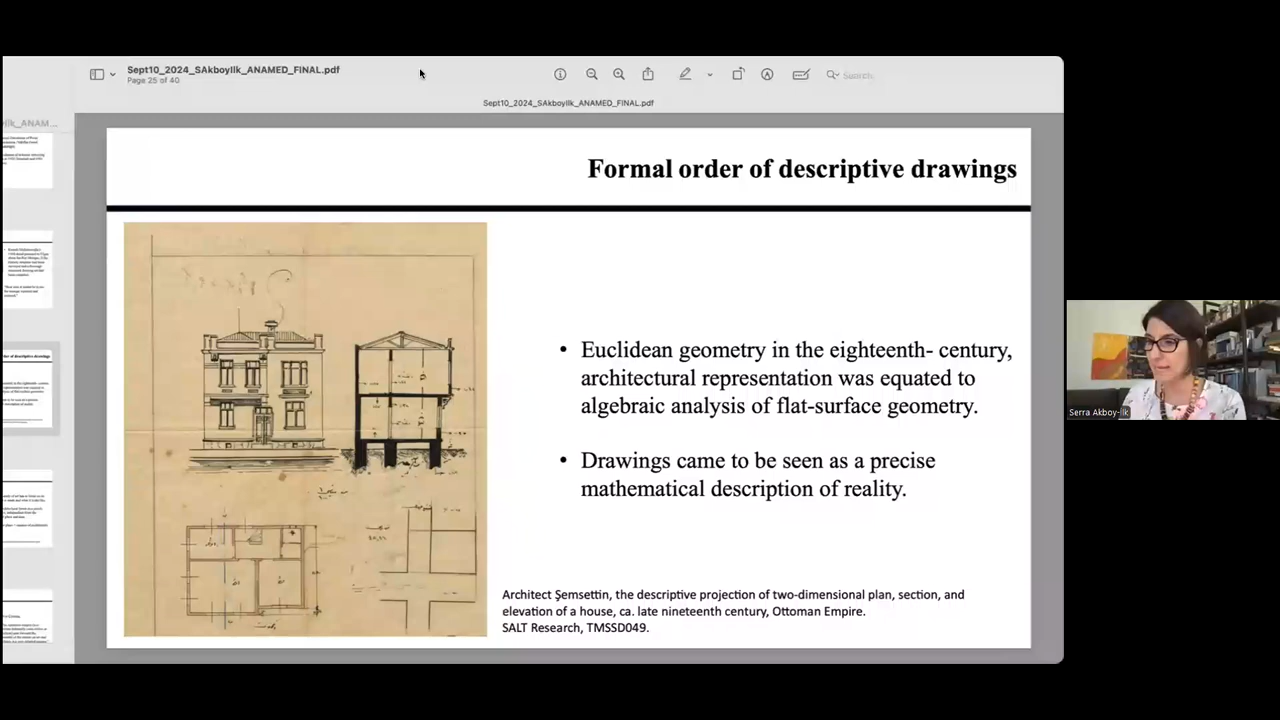 Sept10_2024_SAkboyIlk_ANAMED_FINAL.pdf
Page 25 of 40
Search
Sept10_2024_SAkboyIlk_ANAMED_FINAL.pdf
Formal order of descriptive drawings
• Euclidean geometry in the eighteenth- century,
architectural representation was equated to
algebraic analysis of flat-surface geometry.
• Drawings came to be seen as a precise
mathematical description of reality.
Architect Şemsettin, the descriptive projection of two-dimensional plan, section, and
elevation of a house, ca. late nineteenth century, Ottoman Empire.
SALT Research, TMSSD049.
Serra Akboy-Ilk